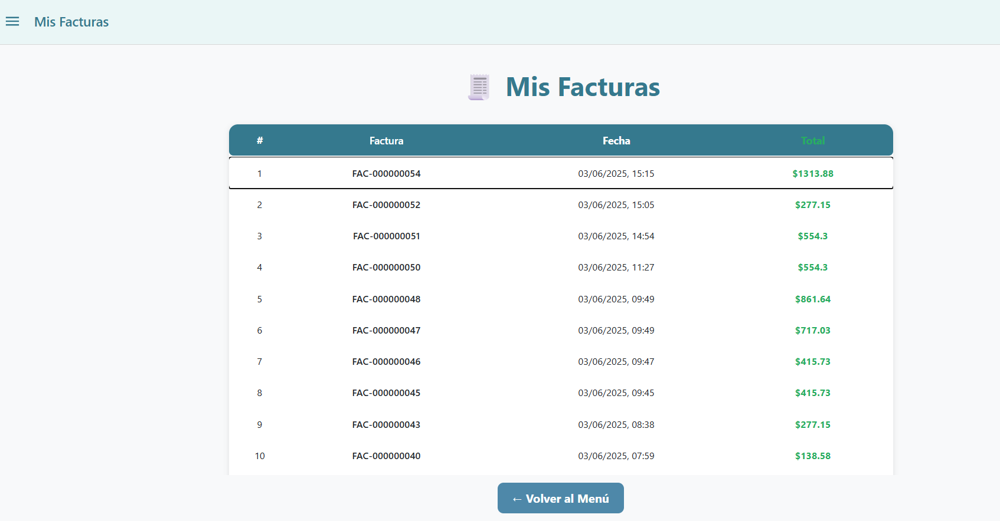 Mis Facturas
Mis Facturas
# Factura Fecha Total
1 FAC-000000054 03/06/2025, 15:15 $1313.88
2 FAC-000000052 03/06/2025, 15:05 $277.15
3 FAC-000000051 03/06/2025, 14:54 $554.3
4 FAC-000000050 03/06/2025, 11:27 $554.3
5 FAC-000000048 03/06/2025, 09:49 $861.64
6 FAC-000000047 03/06/2025, 09:49 $717.03
7 FAC-000000046 03/06/2025, 09:47 $415.73
8 FAC-000000045 03/06/2025, 09:45 $415.73
9 FAC-000000043 03/06/2025, 08:38 $277.15
10 FAC-000000040 03/06/2025, 07:59 $138.58
← Volver al Menú